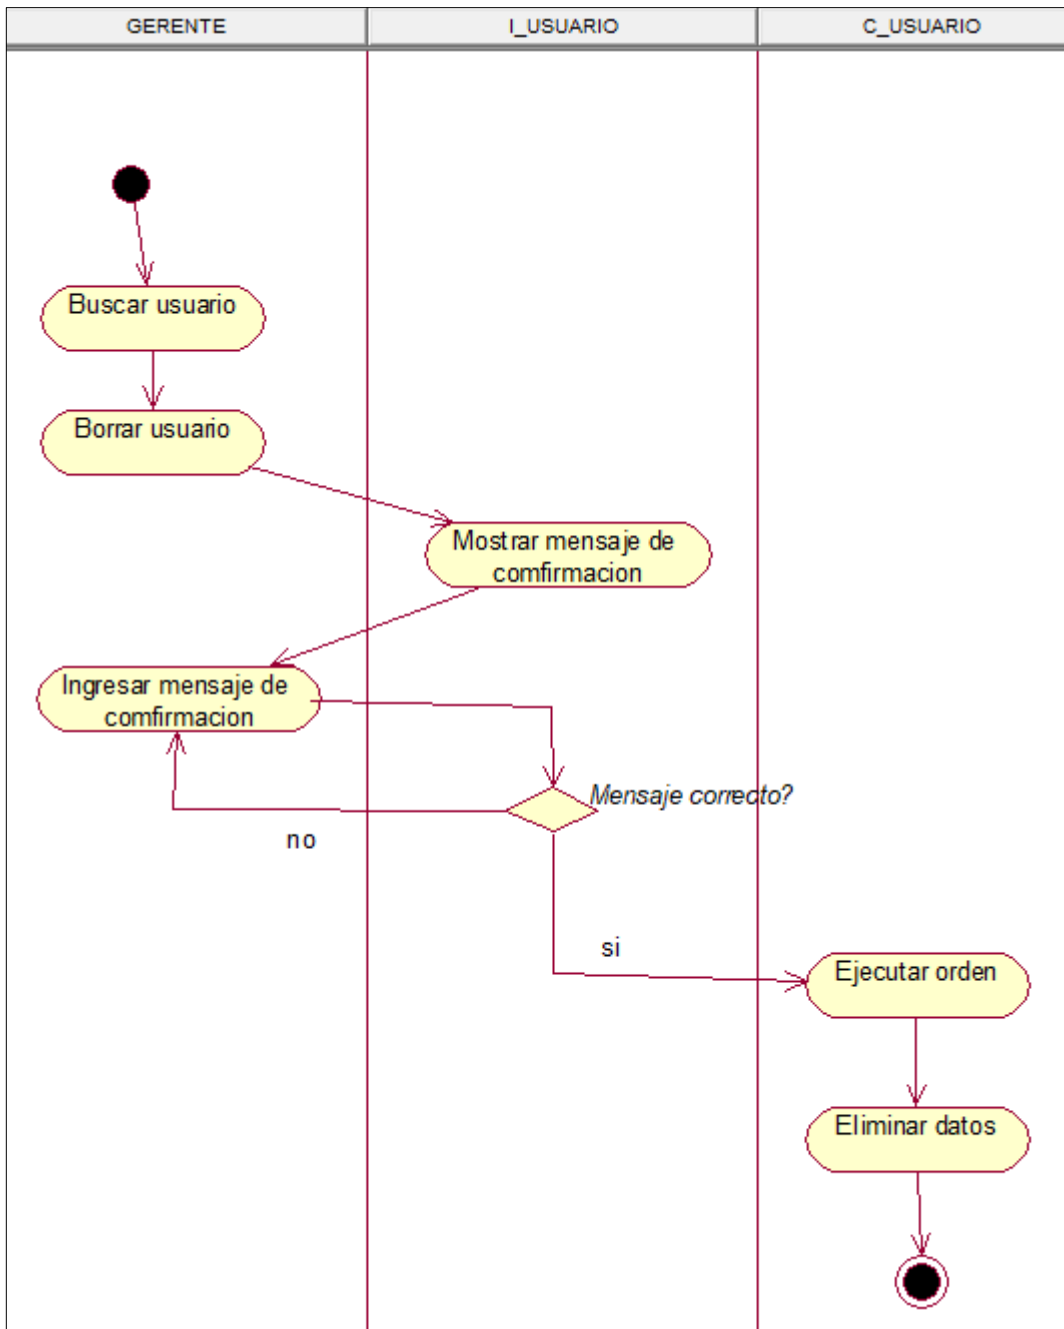 GERENTE
I_USUARIO
C_USUARIO
Buscar usuario
Borrar usuario
Mostrar mensaje de
comfirmacion
Ingresar mensaje de
comfirmacion
Mensaje correcto?
no
si
Ejecutar orden
Eliminar datos